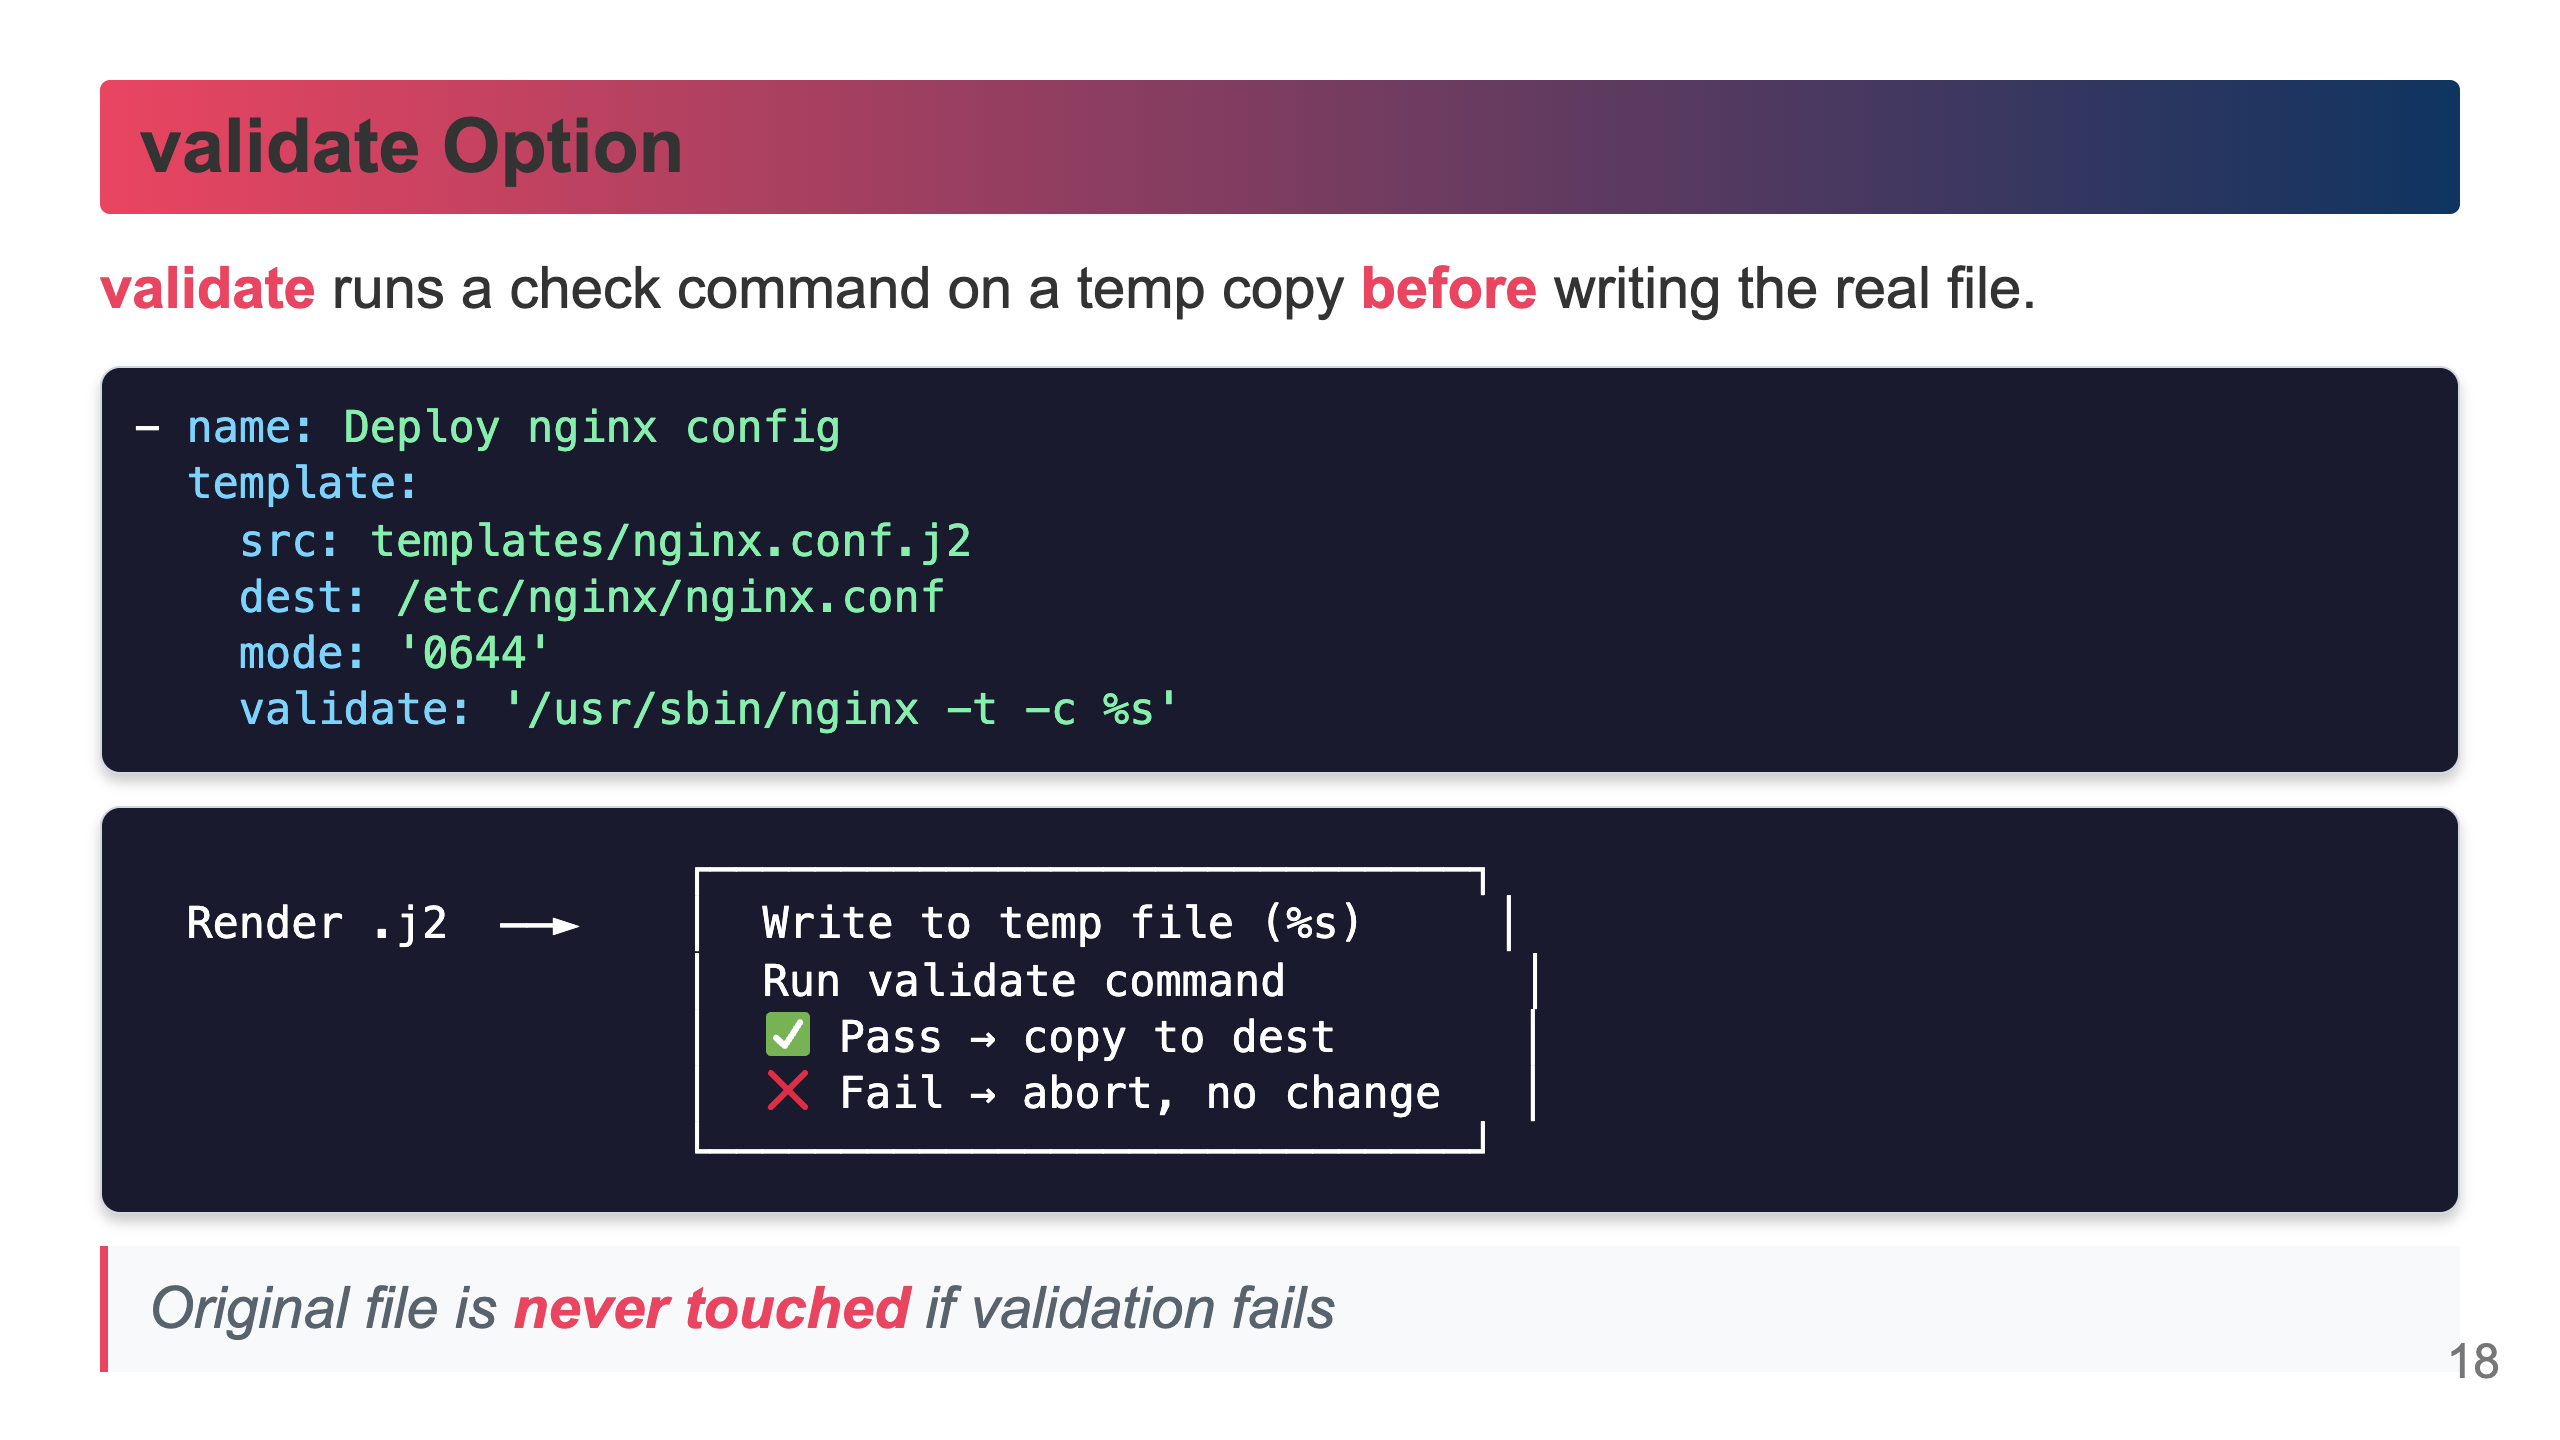 validate Option
validate runs a check command on a temp copy before writing the real file.
- name: Deploy nginx config
  template:
    src: templates/nginx.conf.j2
    dest: /etc/nginx/nginx.conf
    mode: '0644'
    validate: '/usr/sbin/nginx -t -c %s'
Render .j2 ──► Write to temp file (%s)
Run validate command
✅ Pass → copy to dest
❌ Fail → abort, no change
Original file is never touched if validation fails
18